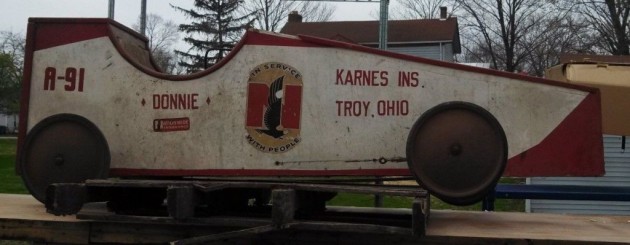 A-91
DONNIE
IN SERVICE
WITH PEOPLE
KARNES INS.
TROY, OHIO